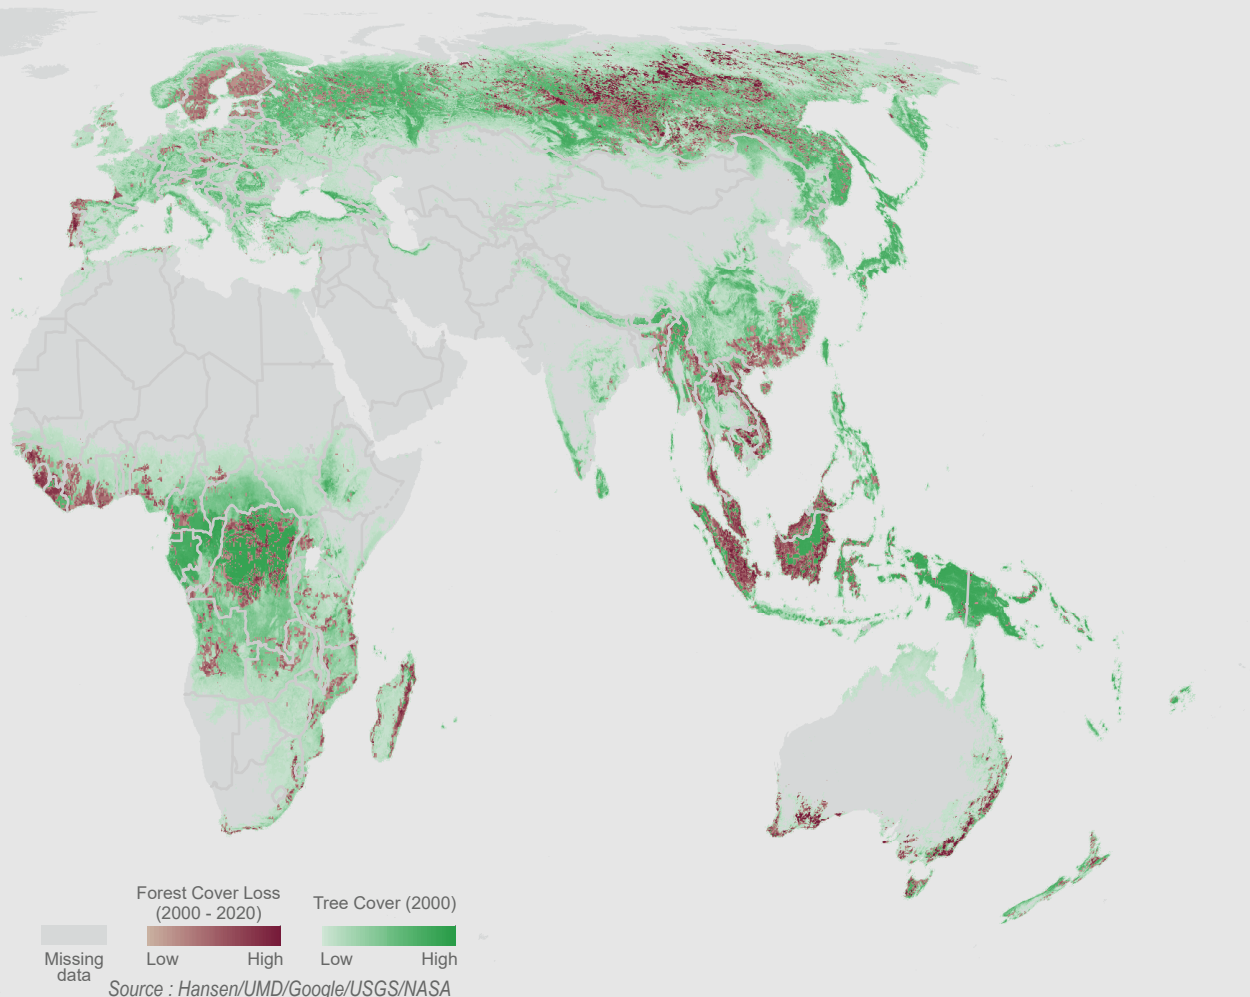 Forest Cover Loss
(2000 - 2020)
Tree Cover (2000)
Missing
data
Low
High
Low
High
Source : Hansen/UMD/Google/USGS/NASA